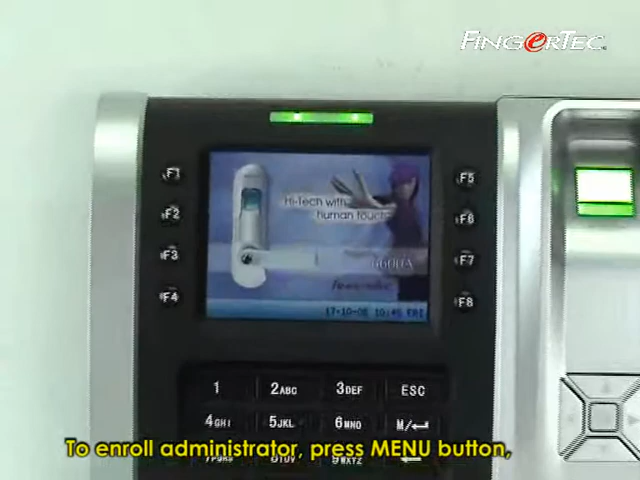 FINGERTEC
F1
F5
Hi-Tech with
human touch
F2
F6
F3
F7
F4
F8
1
2ABC
3DEF
ESC
4GHI
5JKL
6MNO
M/↵
To enroll administrator, press MENU button,